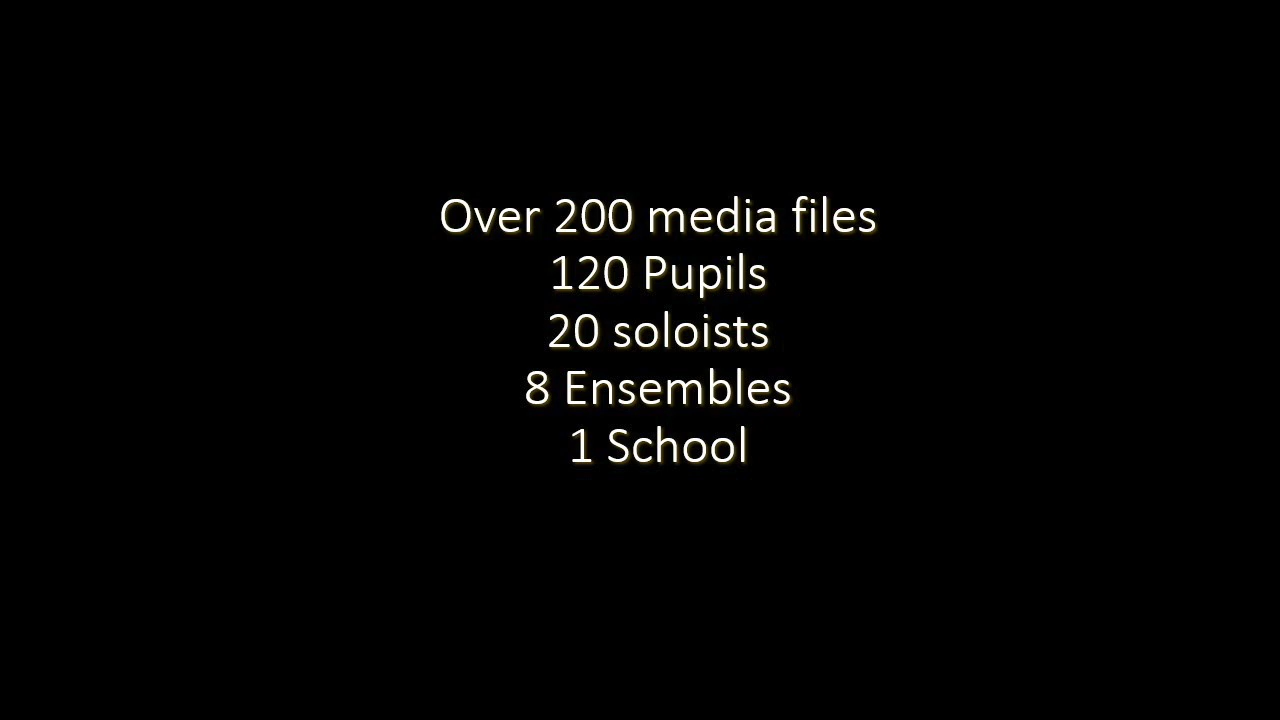 Over 200 media files
120 Pupils
20 soloists
8 Ensembles
1 School